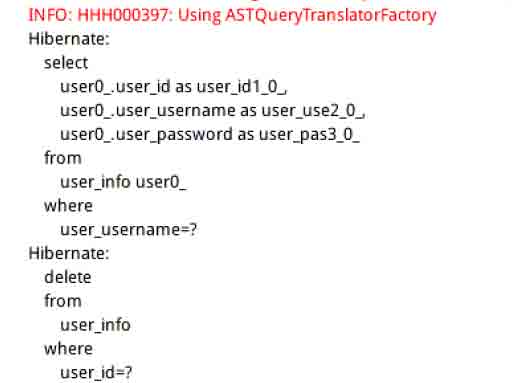 INFO: HHH000397: Using ASTQueryTranslatorFactory
Hibernate:
select
user0_.user_id as user_id1_0_,
user0_.user_username as user_use2_0_,
user0_.user_password as user_pas3_0_
from
user_info user0_
where
user_username=?
Hibernate:
delete
from
user_info
where
user_id=?